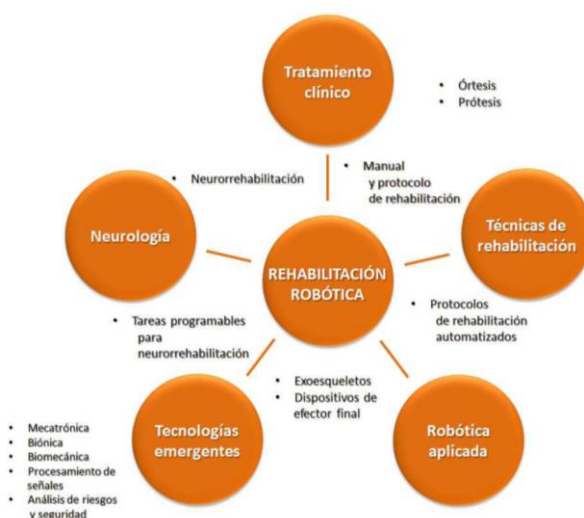 Tratamiento
clínico
• Órtesis
• Prótesis
• Neurorrehabilitación
• Manual
y protocolo
de rehabilitación
Neurología
Técnicas de
rehabilitación
REHABILITACIÓN
ROBÓTICA
• Tareas programables
para
neurorrehabilitación
• Protocolos
de rehabilitación
automatizados
• Exoesqueletos
• Dispositivos de
efector final
Tecnologías
emergentes
Robótica
aplicada
• Mecatrónica
• Biónica
• Biomecánica
• Procesamiento de
señales
• Análisis de riesgos
y seguridad